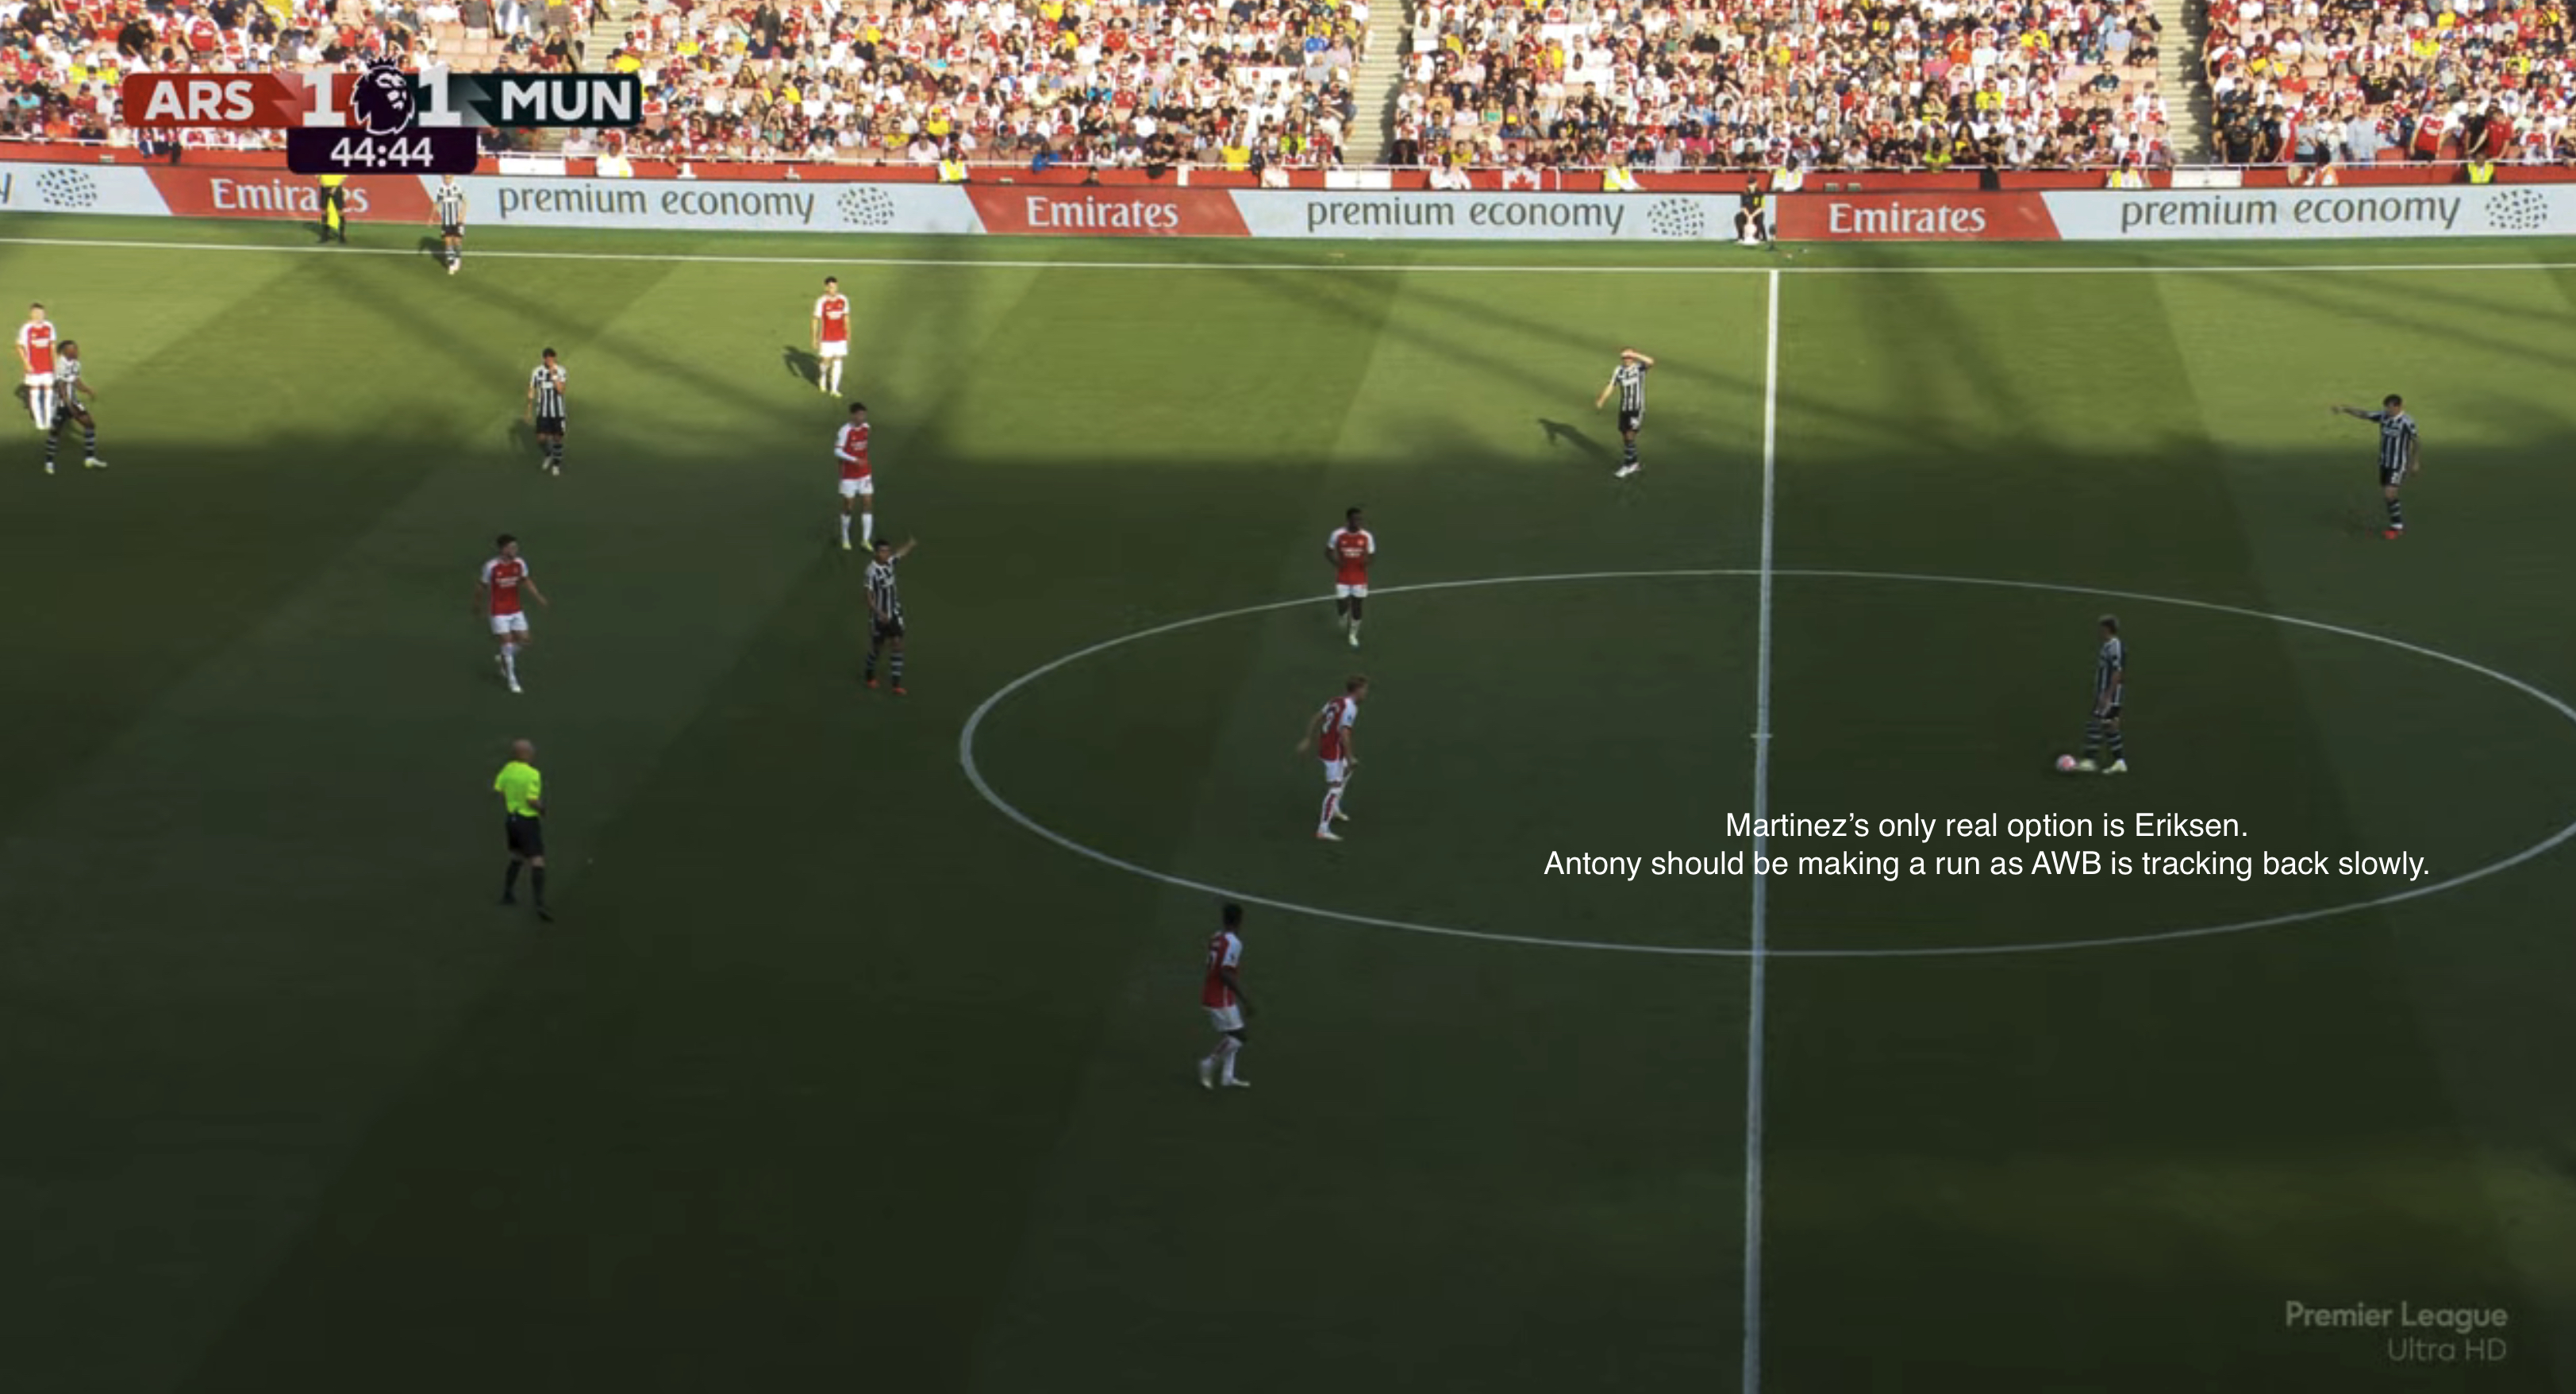 ARS 1 1 MUN
44:44
Emirates premium economy Emirates premium economy Emirates premium economy
Martinez’s only real option is Eriksen.
Antony should be making a run as AWB is tracking back slowly.
Premier League
Ultra HD